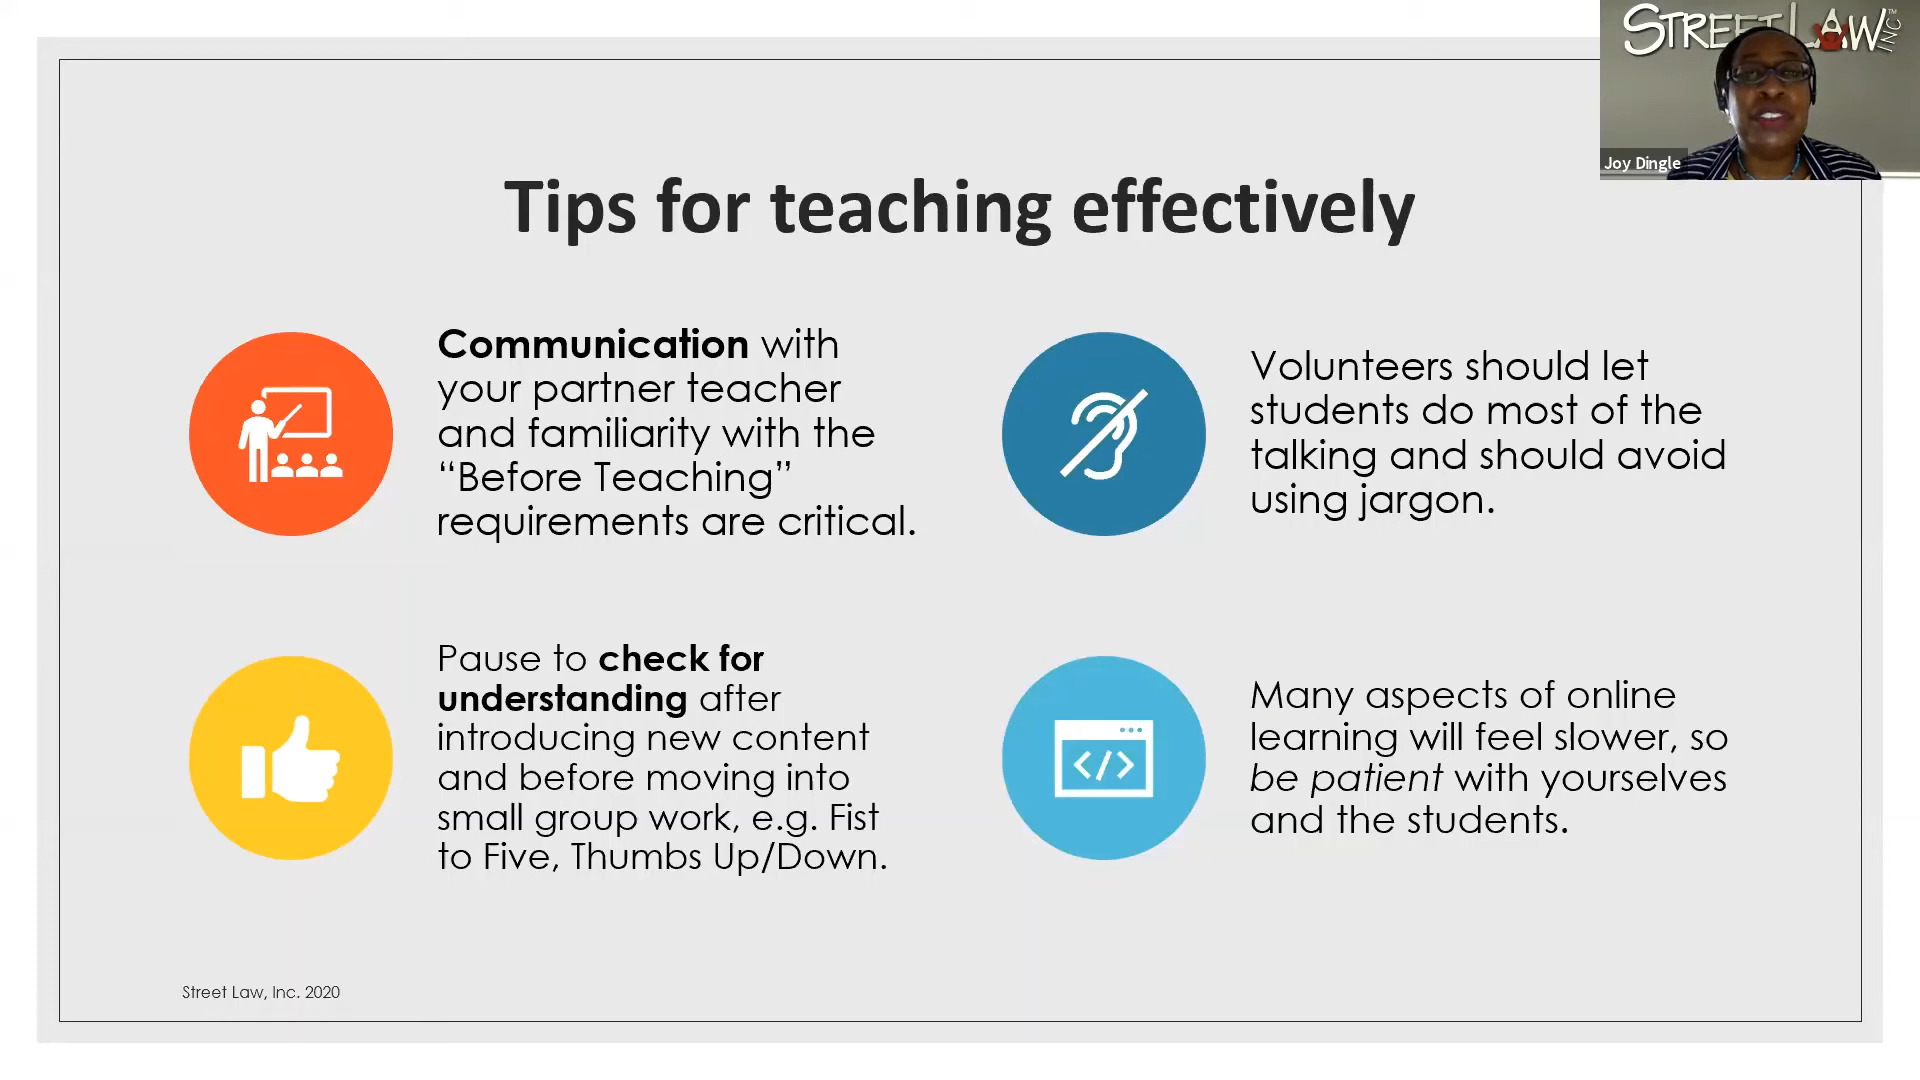 STREET LAW INC™
Joy Dingle
Tips for teaching effectively
Communication with
your partner teacher
and familiarity with the
“Before Teaching”
requirements are critical.
Volunteers should let
students do most of the
talking and should avoid
using jargon.
Pause to check for
understanding after
introducing new content
and before moving into
small group work, e.g. Fist
to Five, Thumbs Up/Down.
Many aspects of online
learning will feel slower, so
be patient with yourselves
and the students.
</>
Street Law, Inc. 2020